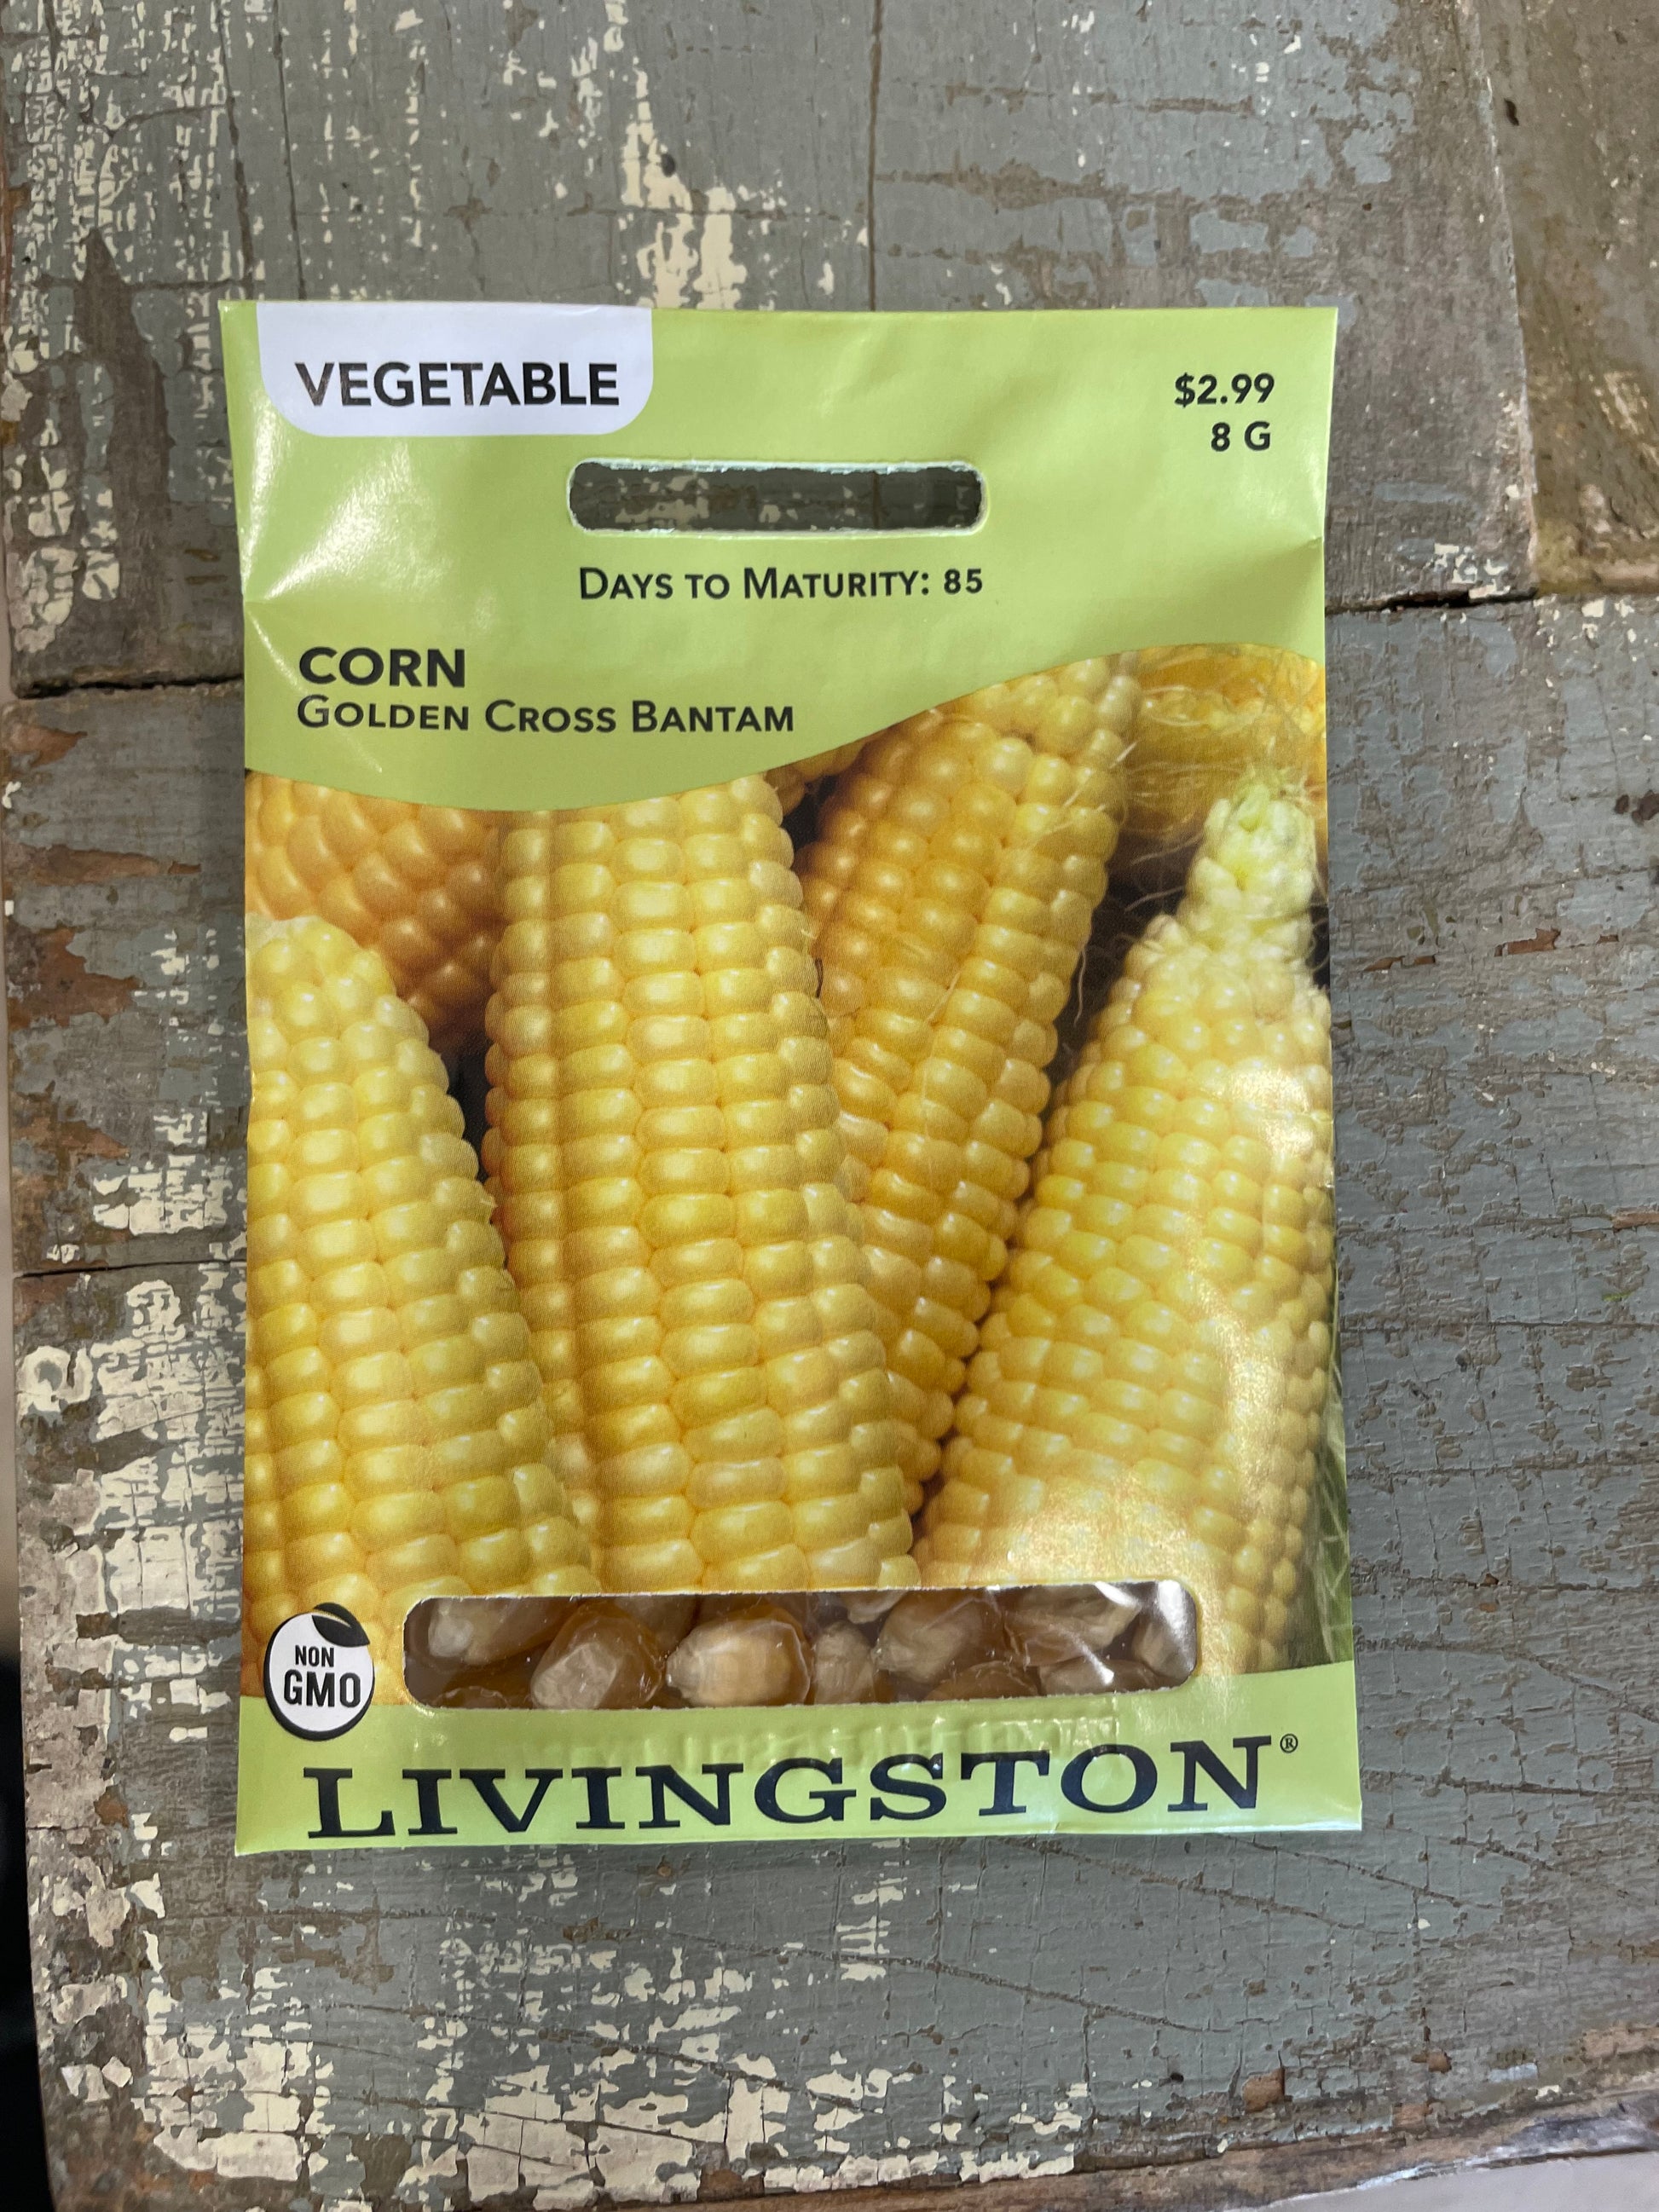 VEGETABLE
$2.99
8 G
DAYS TO MATURITY: 85
CORN
GOLDEN CROSS BANTAM
NON
GMO
LIVINGSTON®